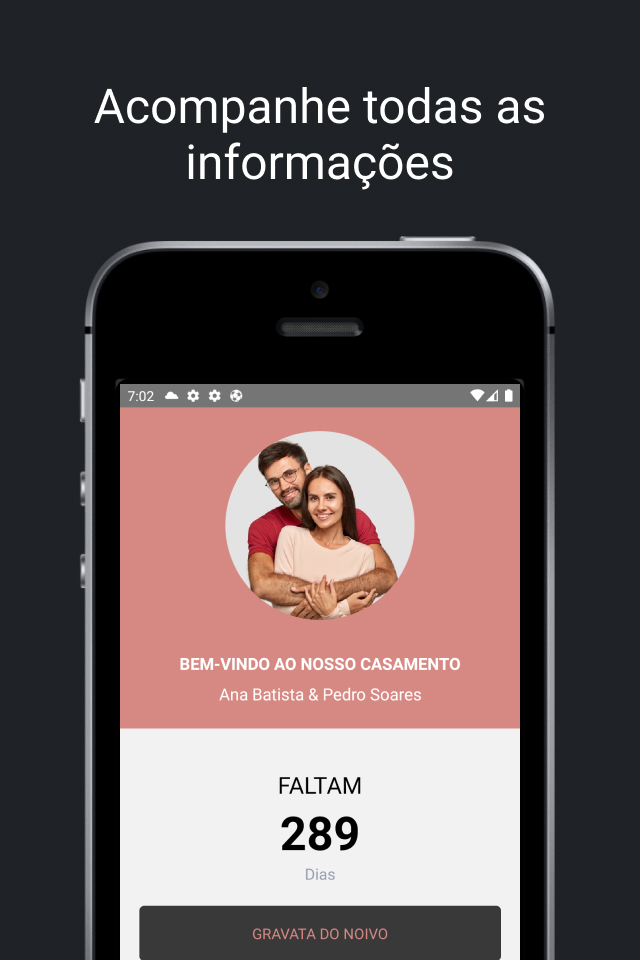 Acompanhe todas as
informações
7:02
BEM-VINDO AO NOSSO CASAMENTO
Ana Batista & Pedro Soares
FALTAM
289
Dias
GRAVATA DO NOIVO